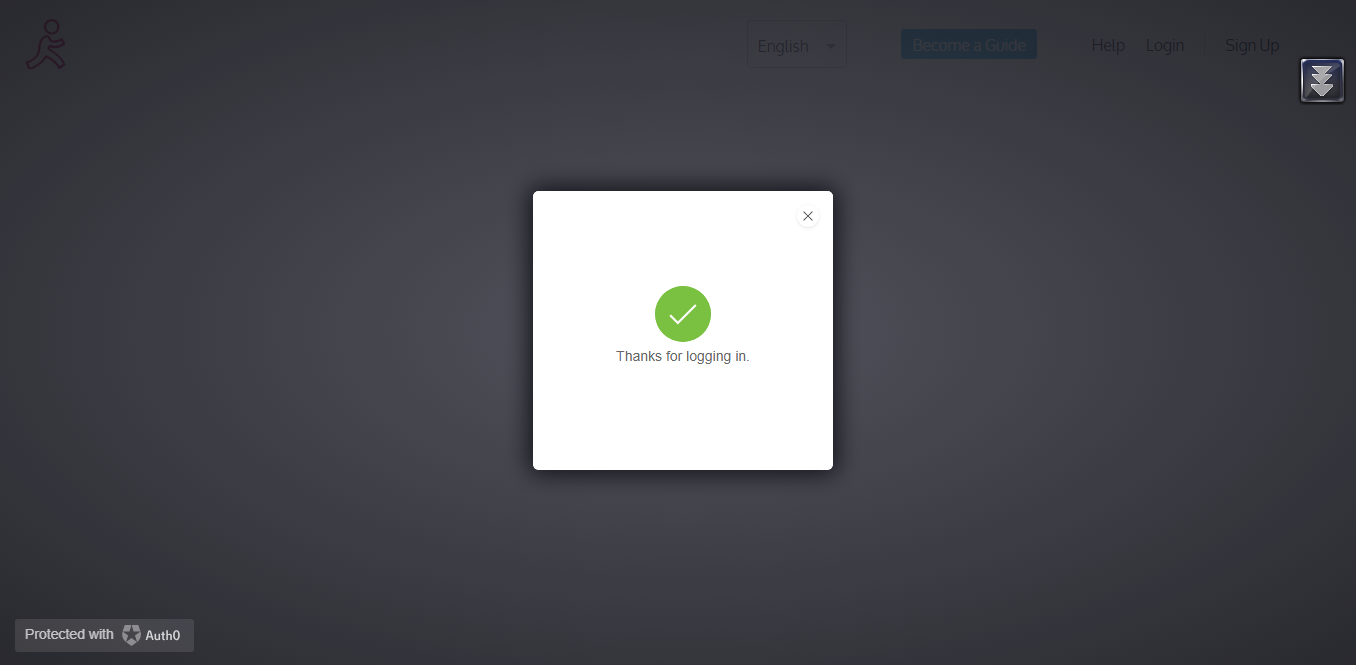 English
Become a Guide
Help
Login
Sign Up
Thanks for logging in.
Protected with Auth0